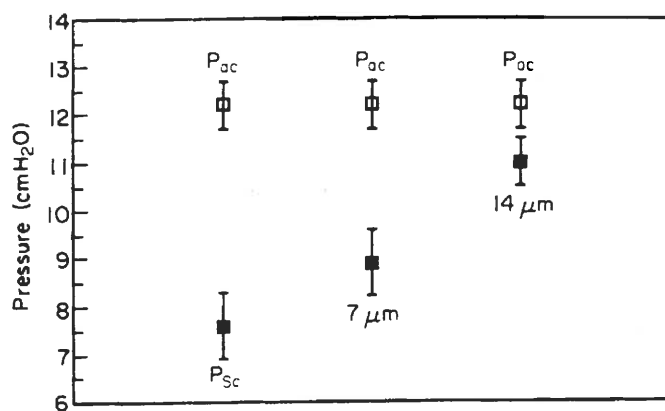 14
13
12
11
10
9
8
7
6
Pressure (cmH₂O)
Pac
Pac
Pac
14 μm
7 μm
PSc